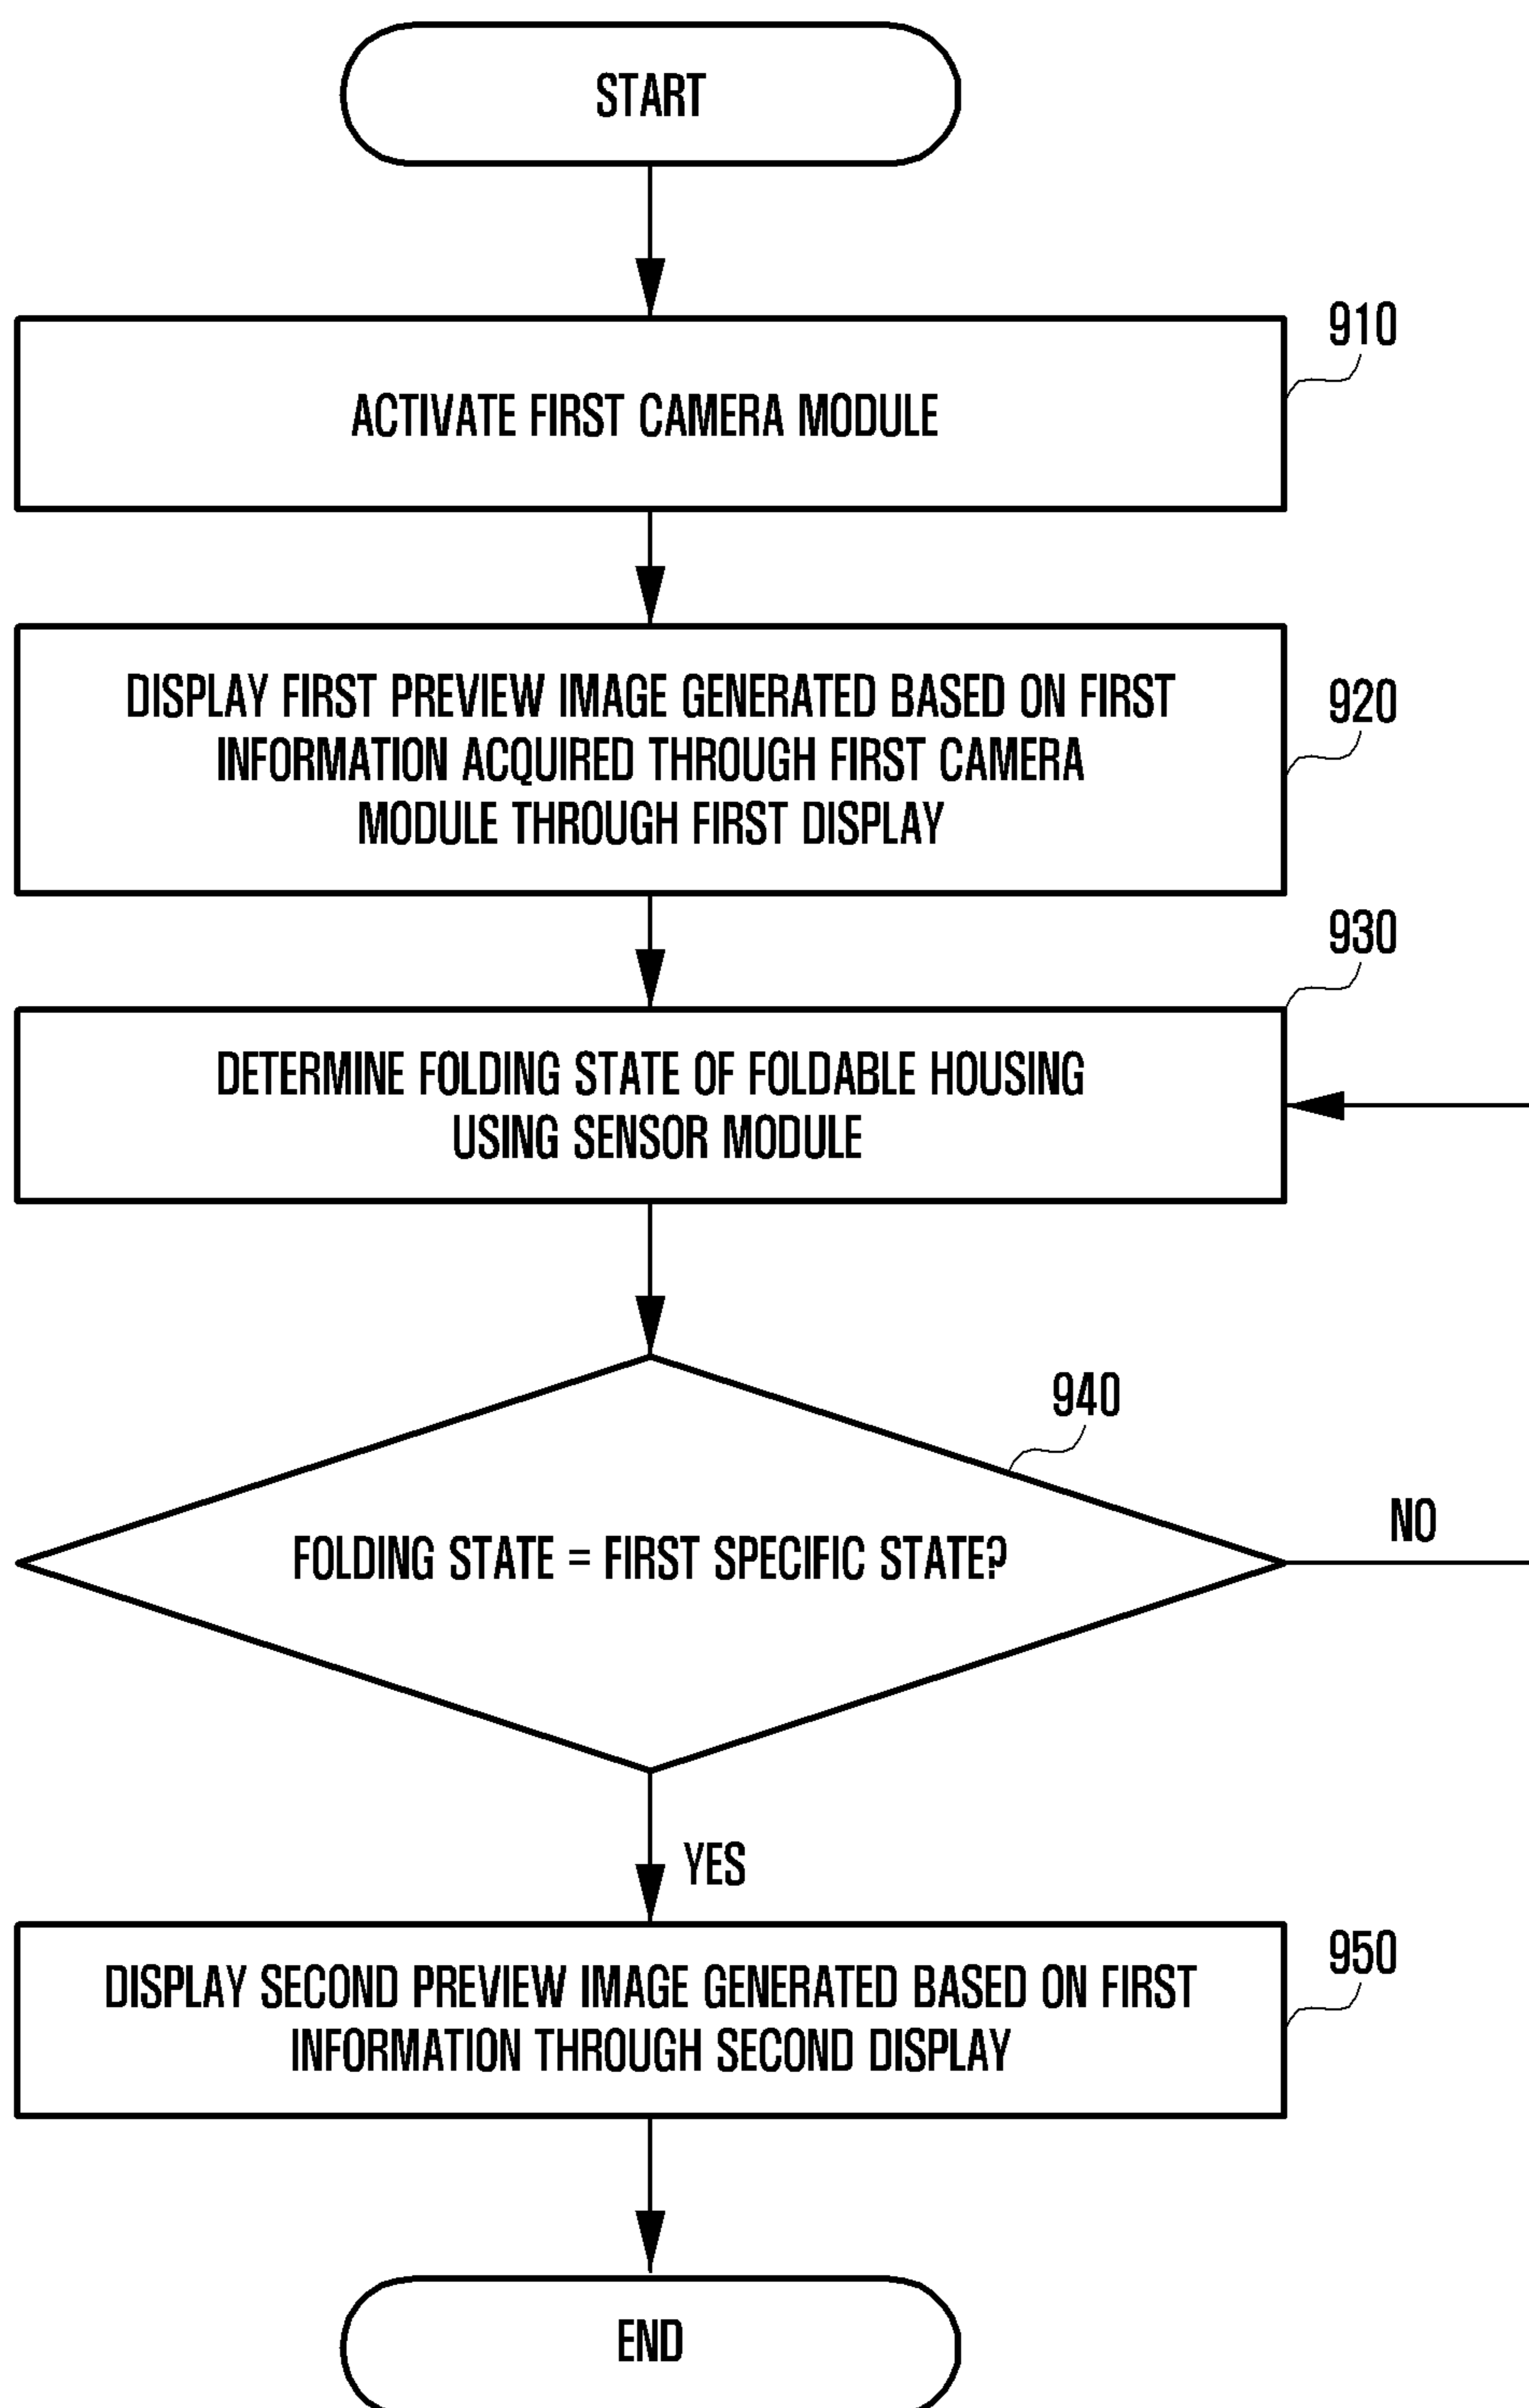 START
910
ACTIVATE FIRST CAMERA MODULE
920
DISPLAY FIRST PREVIEW IMAGE GENERATED BASED ON FIRST
INFORMATION ACQUIRED THROUGH FIRST CAMERA
MODULE THROUGH FIRST DISPLAY
930
DETERMINE FOLDING STATE OF FOLDABLE HOUSING
USING SENSOR MODULE
940
NO
FOLDING STATE = FIRST SPECIFIC STATE?
YES
950
DISPLAY SECOND PREVIEW IMAGE GENERATED BASED ON FIRST
INFORMATION THROUGH SECOND DISPLAY
END